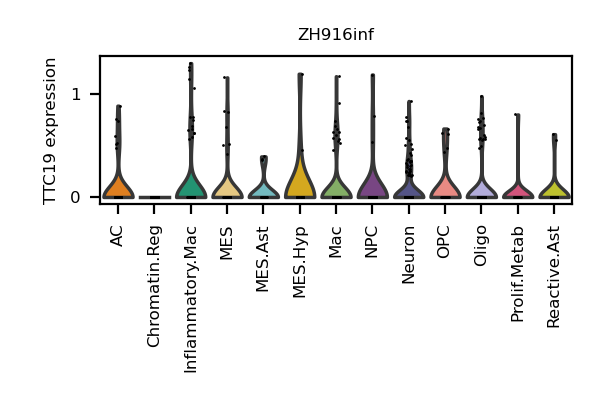 ZH916inf
TTC19 expression
1
0
AC
Chromatin.Reg
Inflammatory.Mac
MES
MES.Ast
MES.Hyp
Mac
NPC
Neuron
OPC
Oligo
Prolif.Metab
Reactive.Ast